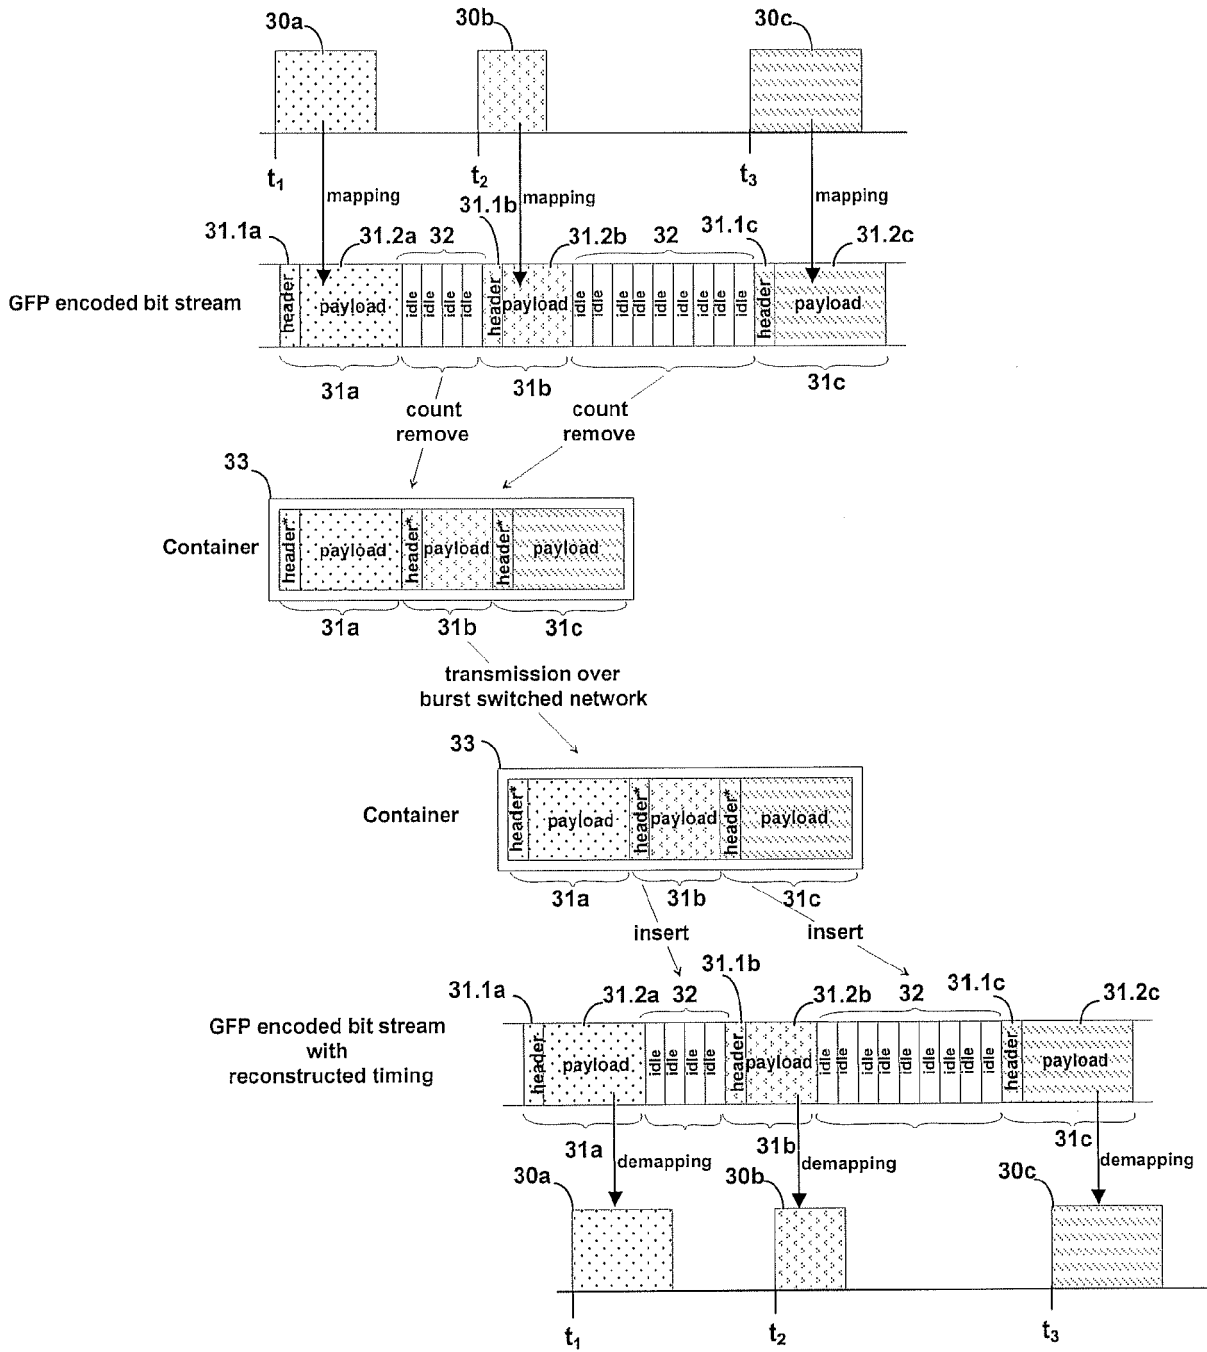 30a
30b
30c
t1
t2
t3
mapping
mapping
mapping
31.1a
31.2a
32
31.1b
31.2b
32
31.1c
31.2c
GFP encoded bit stream
header
payload
idle
idle
idle
idle
header
payload
idle
idle
idle
idle
idle
idle
idle
idle
idle
header
payload
31a
31b
31c
count
remove
count
remove
33
Container
header*
payload
header*
payload
header*
payload
31a
31b
31c
transmission over
burst switched network
33
Container
header*
payload
header*
payload
header*
payload
31a
31b
31c
insert
insert
31.1a
31.2a
32
31.1b
31.2b
32
31.1c
31.2c
GFP encoded bit stream
with
reconstructed timing
header
payload
idle
idle
idle
idle
header
payload
idle
idle
idle
idle
idle
idle
idle
idle
idle
header
payload
31a
31b
31c
demapping
demapping
demapping
30a
30b
30c
t1
t2
t3